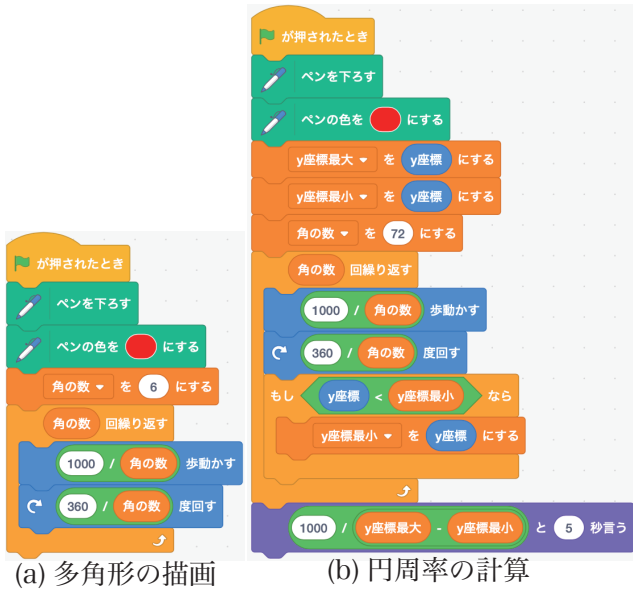 が押されたとき
ペンを下ろす
ペンの色を にする
角の数 を 6 にする
角の数 回繰り返す
1000 / 角の数 歩動かす
360 / 角の数 度回す
(a) 多角形の描画
が押されたとき
ペンを下ろす
ペンの色を にする
y座標最大 を y座標 にする
y座標最小 を y座標 にする
角の数 を 72 にする
角の数 回繰り返す
1000 / 角の数 歩動かす
360 / 角の数 度回す
もし y座標 < y座標最小 なら
y座標最小 を y座標 にする
1000 / y座標最大 - y座標最小 と 5 秒言う
(b) 円周率の計算